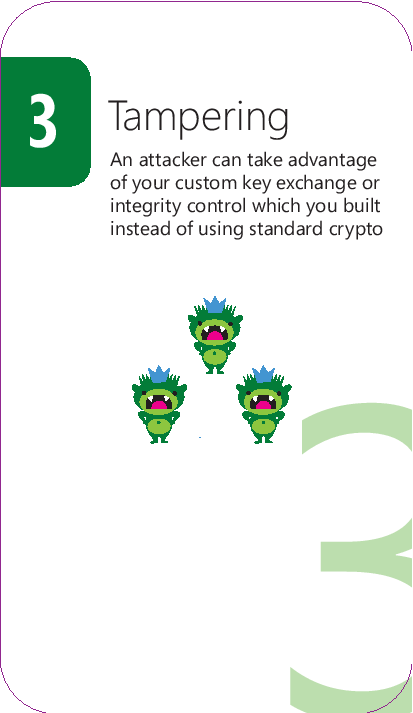 3
Tampering
An attacker can take advantage
of your custom key exchange or
integrity control which you built
instead of using standard crypto
3